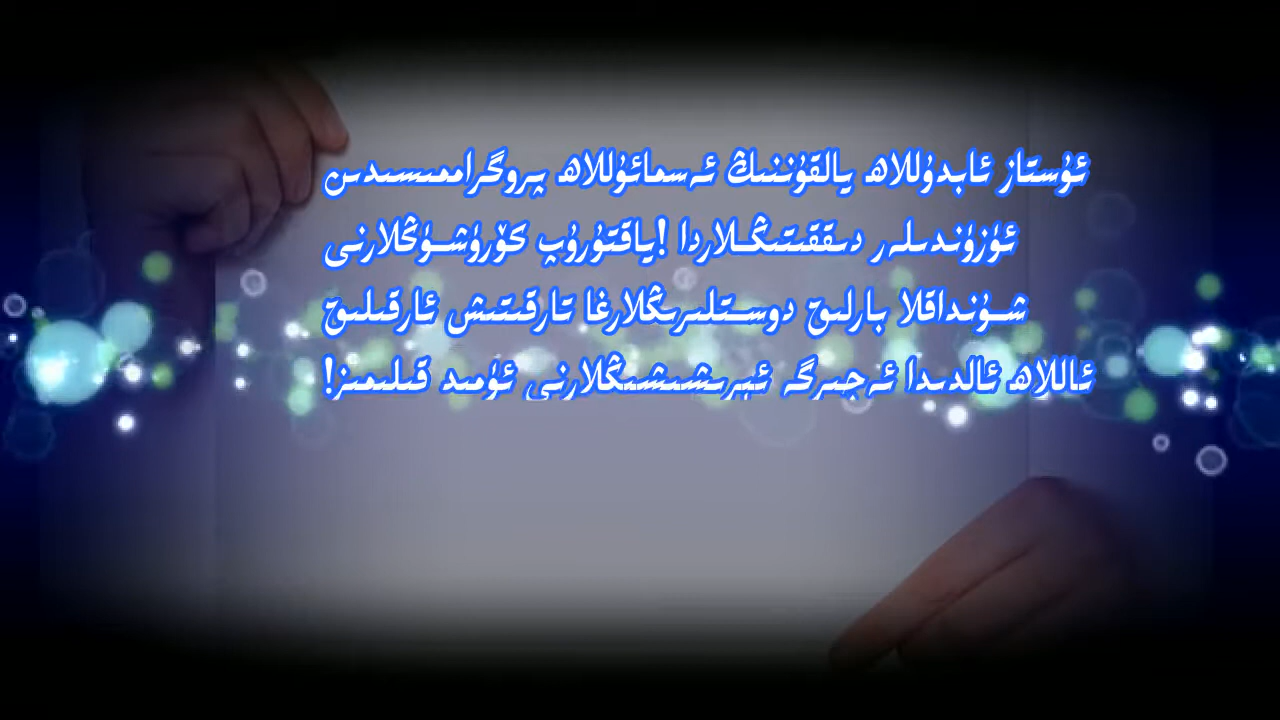 ئۇستاز ئابدۇللاھ يالقۇننىڭ ئەسمائۇللاھ پروگراممىسىدىن
ئۈزۈندىلەر دىققىتىڭلاردا !ياقتۇرۇپ كۆرۈشۈڭلارنى
شۇنداقلا بارلىق دوستلىرىڭلارغا تارقىتىش ئارقىلىق
ئاللاھ ئالدىدا ئەجىرگە ئېرىشىشىڭلارنى ئۈمىد قىلىمىز!